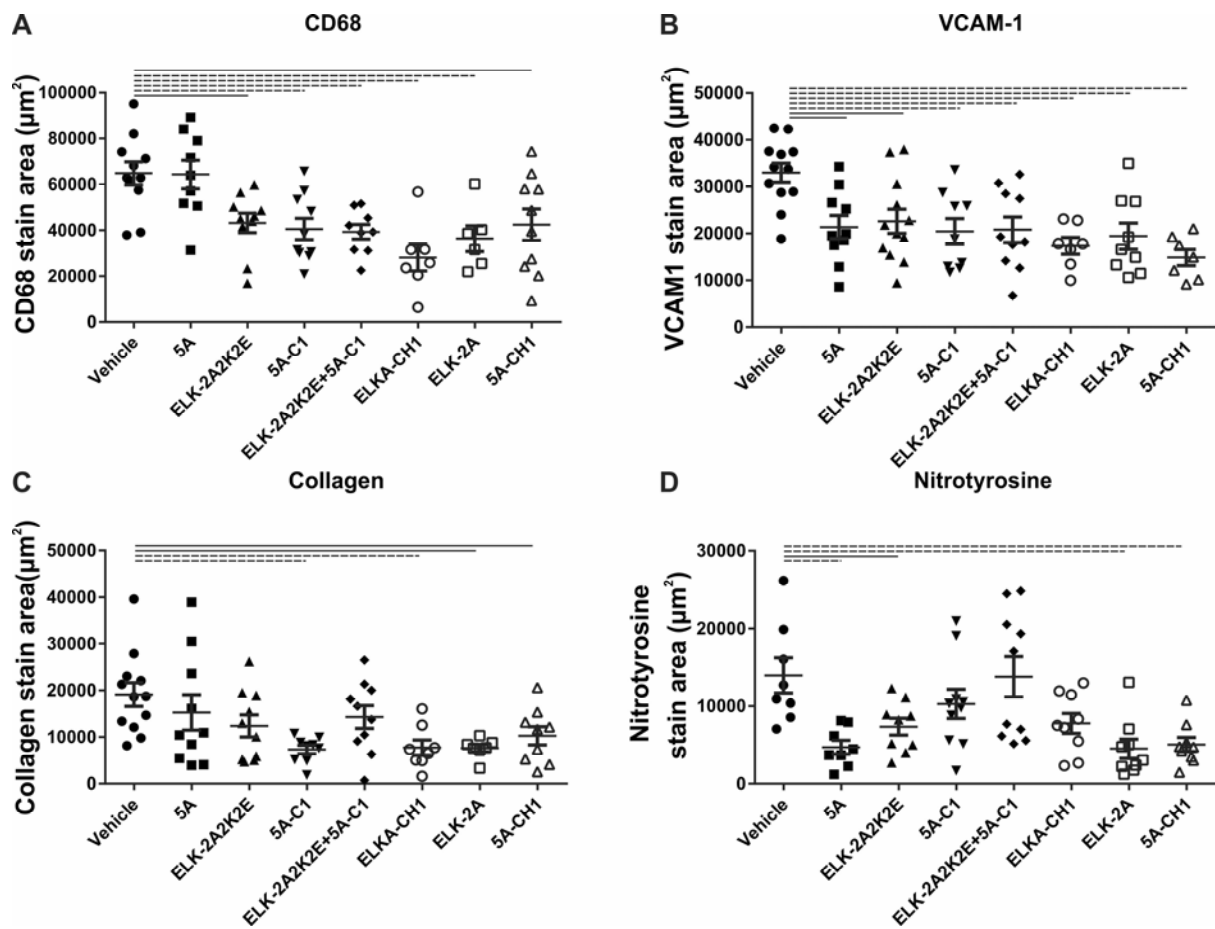 A
CD68
CD68 stain area (µm²)
100000
80000
60000
40000
20000
0
Vehicle
5A
ELK-2A2K2E
5A-C1
ELK-2A2K2E+5A-C1
ELKA-CH1
ELK-2A
5A-CH1
B
VCAM-1
VCAM1 stain area (µm²)
50000
40000
30000
20000
10000
0
Vehicle
5A
ELK-2A2K2E
5A-C1
ELK-2A2K2E+5A-C1
ELKA-CH1
ELK-2A
5A-CH1
C
Collagen
Collagen stain area(µm²)
50000
40000
30000
20000
10000
0
Vehicle
5A
ELK-2A2K2E
5A-C1
ELK-2A2K2E+5A-C1
ELKA-CH1
ELK-2A
5A-CH1
D
Nitrotyrosine
Nitrotyrosine
stain area (µm²)
30000
20000
10000
0
Vehicle
5A
ELK-2A2K2E
5A-C1
ELK-2A2K2E+5A-C1
ELKA-CH1
ELK-2A
5A-CH1